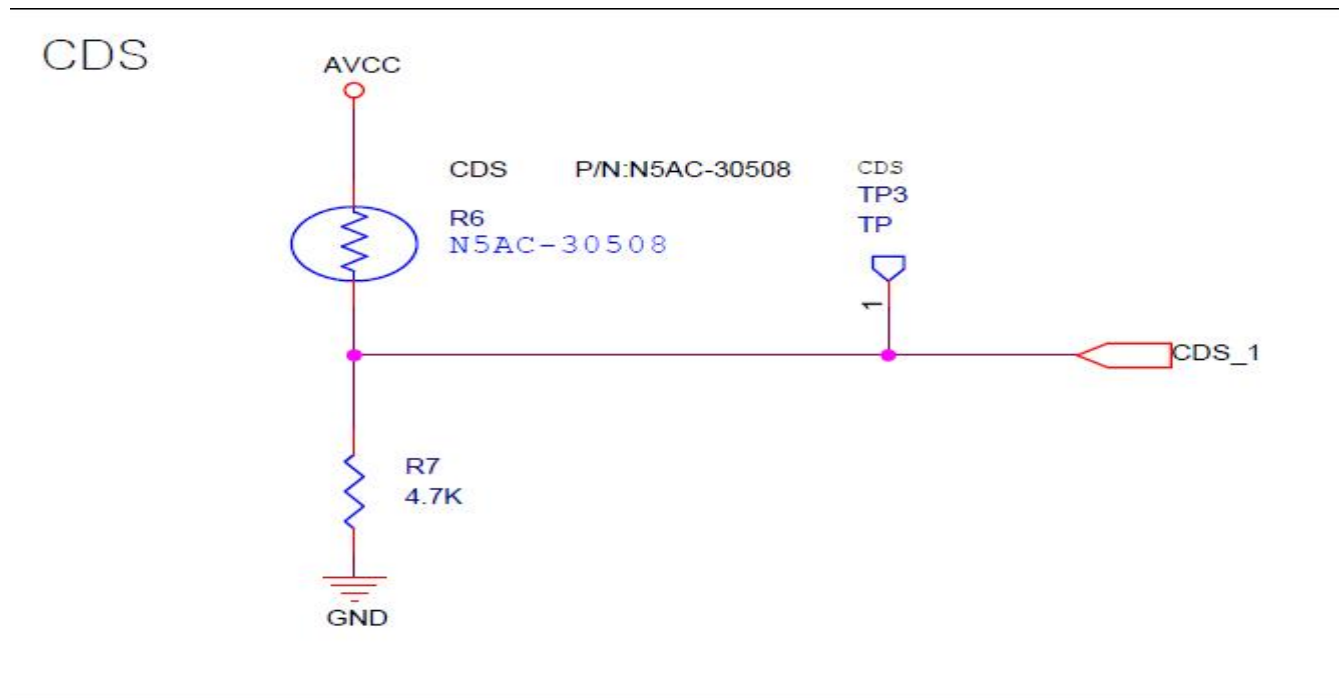 CDS
AVCC
CDS P/N:N5AC-30508
R6
N5AC-30508
CDS
TP3
TP
1
CDS_1
R7
4.7K
GND